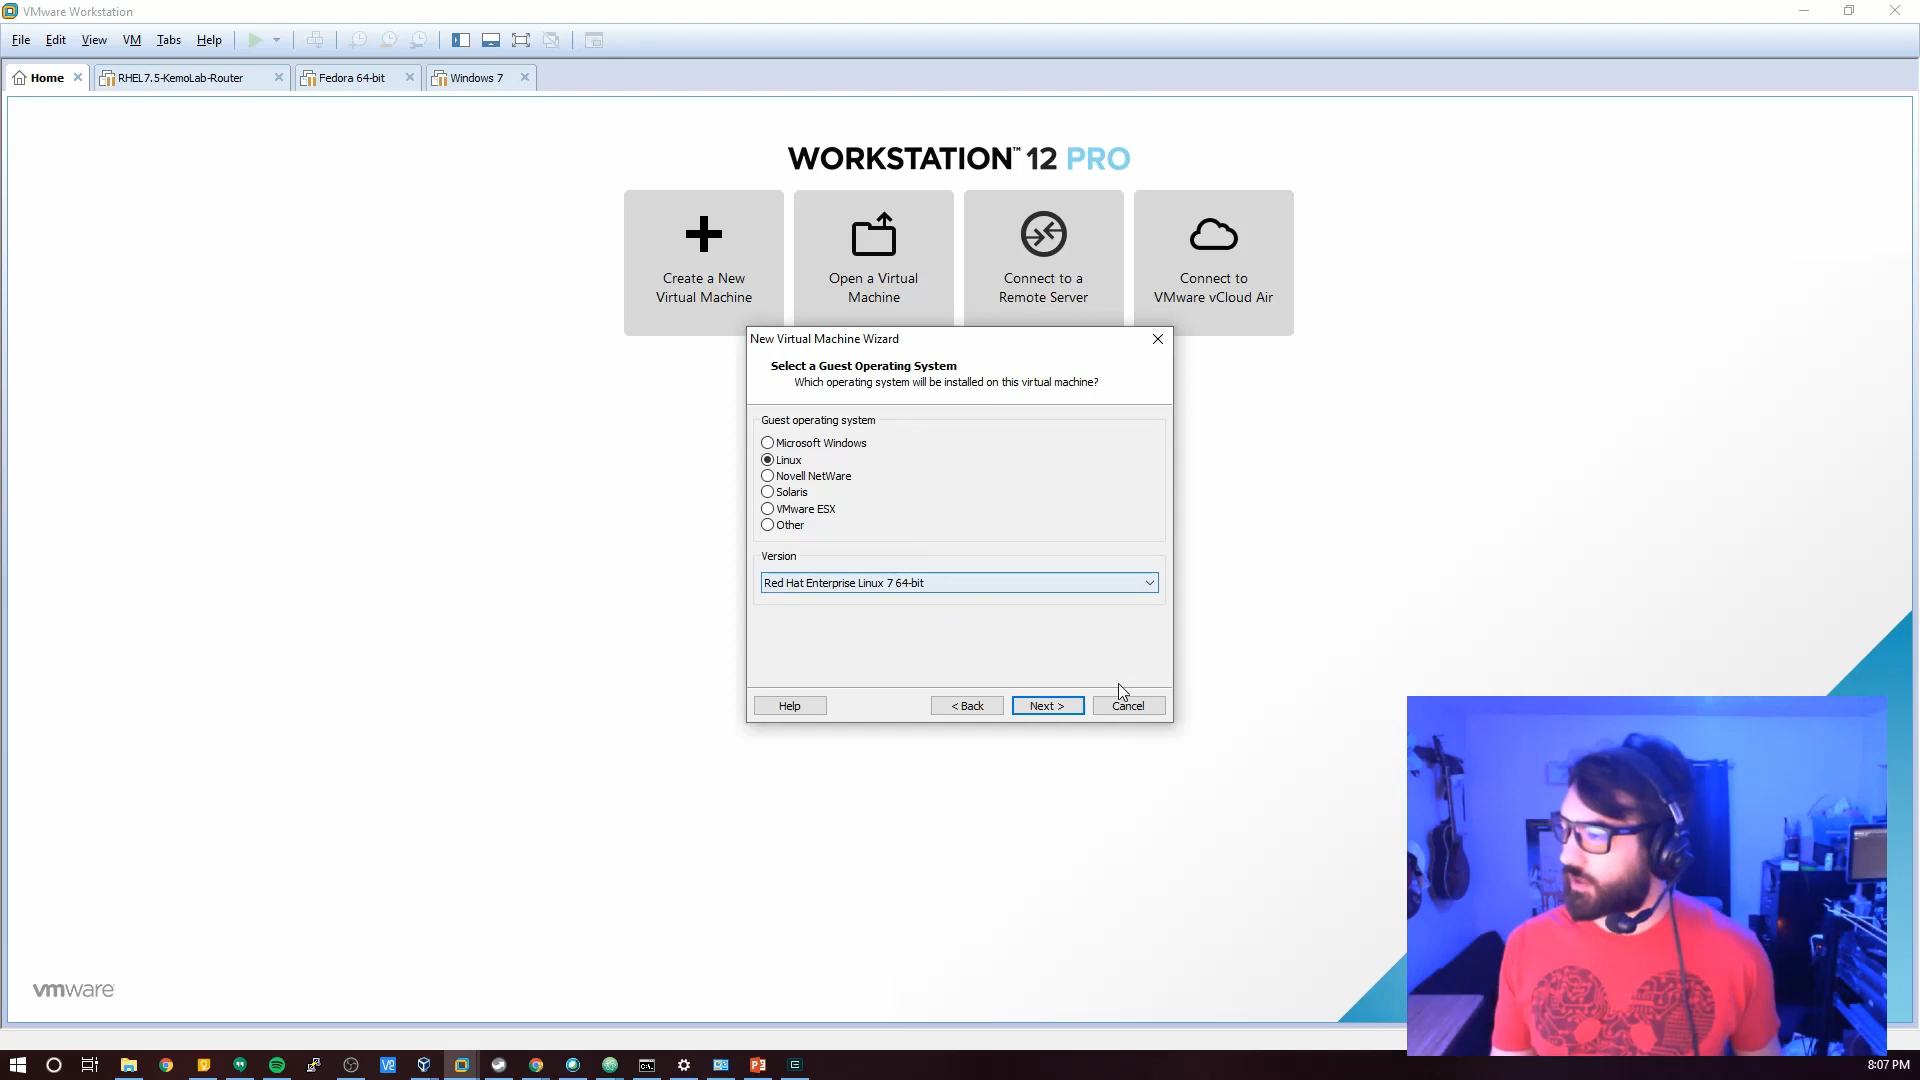 VMware Workstation
File Edit View VM Tabs Help
Home RHEL7.5-KemoLab-Router Fedora 64-bit Windows 7
WORKSTATION™ 12 PRO
Create a New
Virtual Machine
Open a Virtual
Machine
Connect to a
Remote Server
Connect to
VMware vCloud Air
New Virtual Machine Wizard
Select a Guest Operating System
Which operating system will be installed on this virtual machine?
Guest operating system
Microsoft Windows
Linux
Novell NetWare
Solaris
VMware ESX
Other
Version
Red Hat Enterprise Linux 7 64-bit
Help < Back Next > Cancel
vmware
8:07 PM